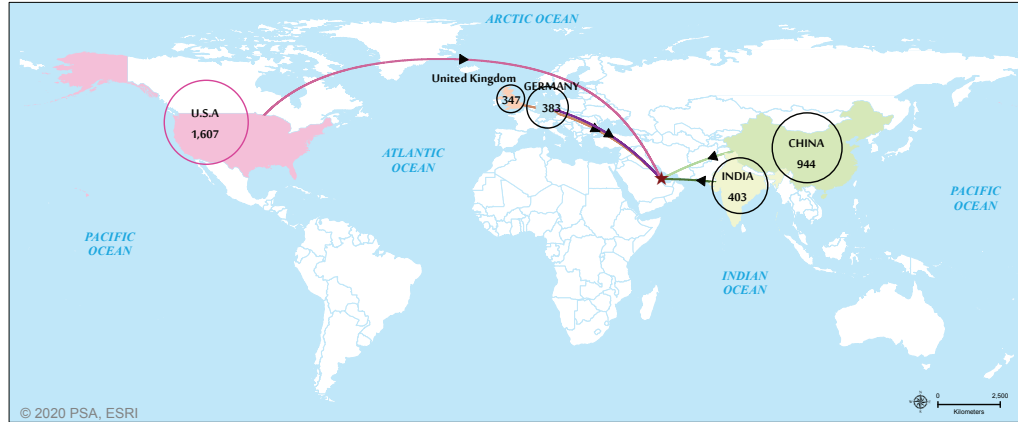 ARCTIC OCEAN
United Kingdom
GERMANY
347
383
U.S.A
1,607
CHINA
944
ATLANTIC
OCEAN
INDIA
403
PACIFIC
OCEAN
PACIFIC
OCEAN
INDIAN
OCEAN
0 2,500
Kilometers
© 2020 PSA, ESRI